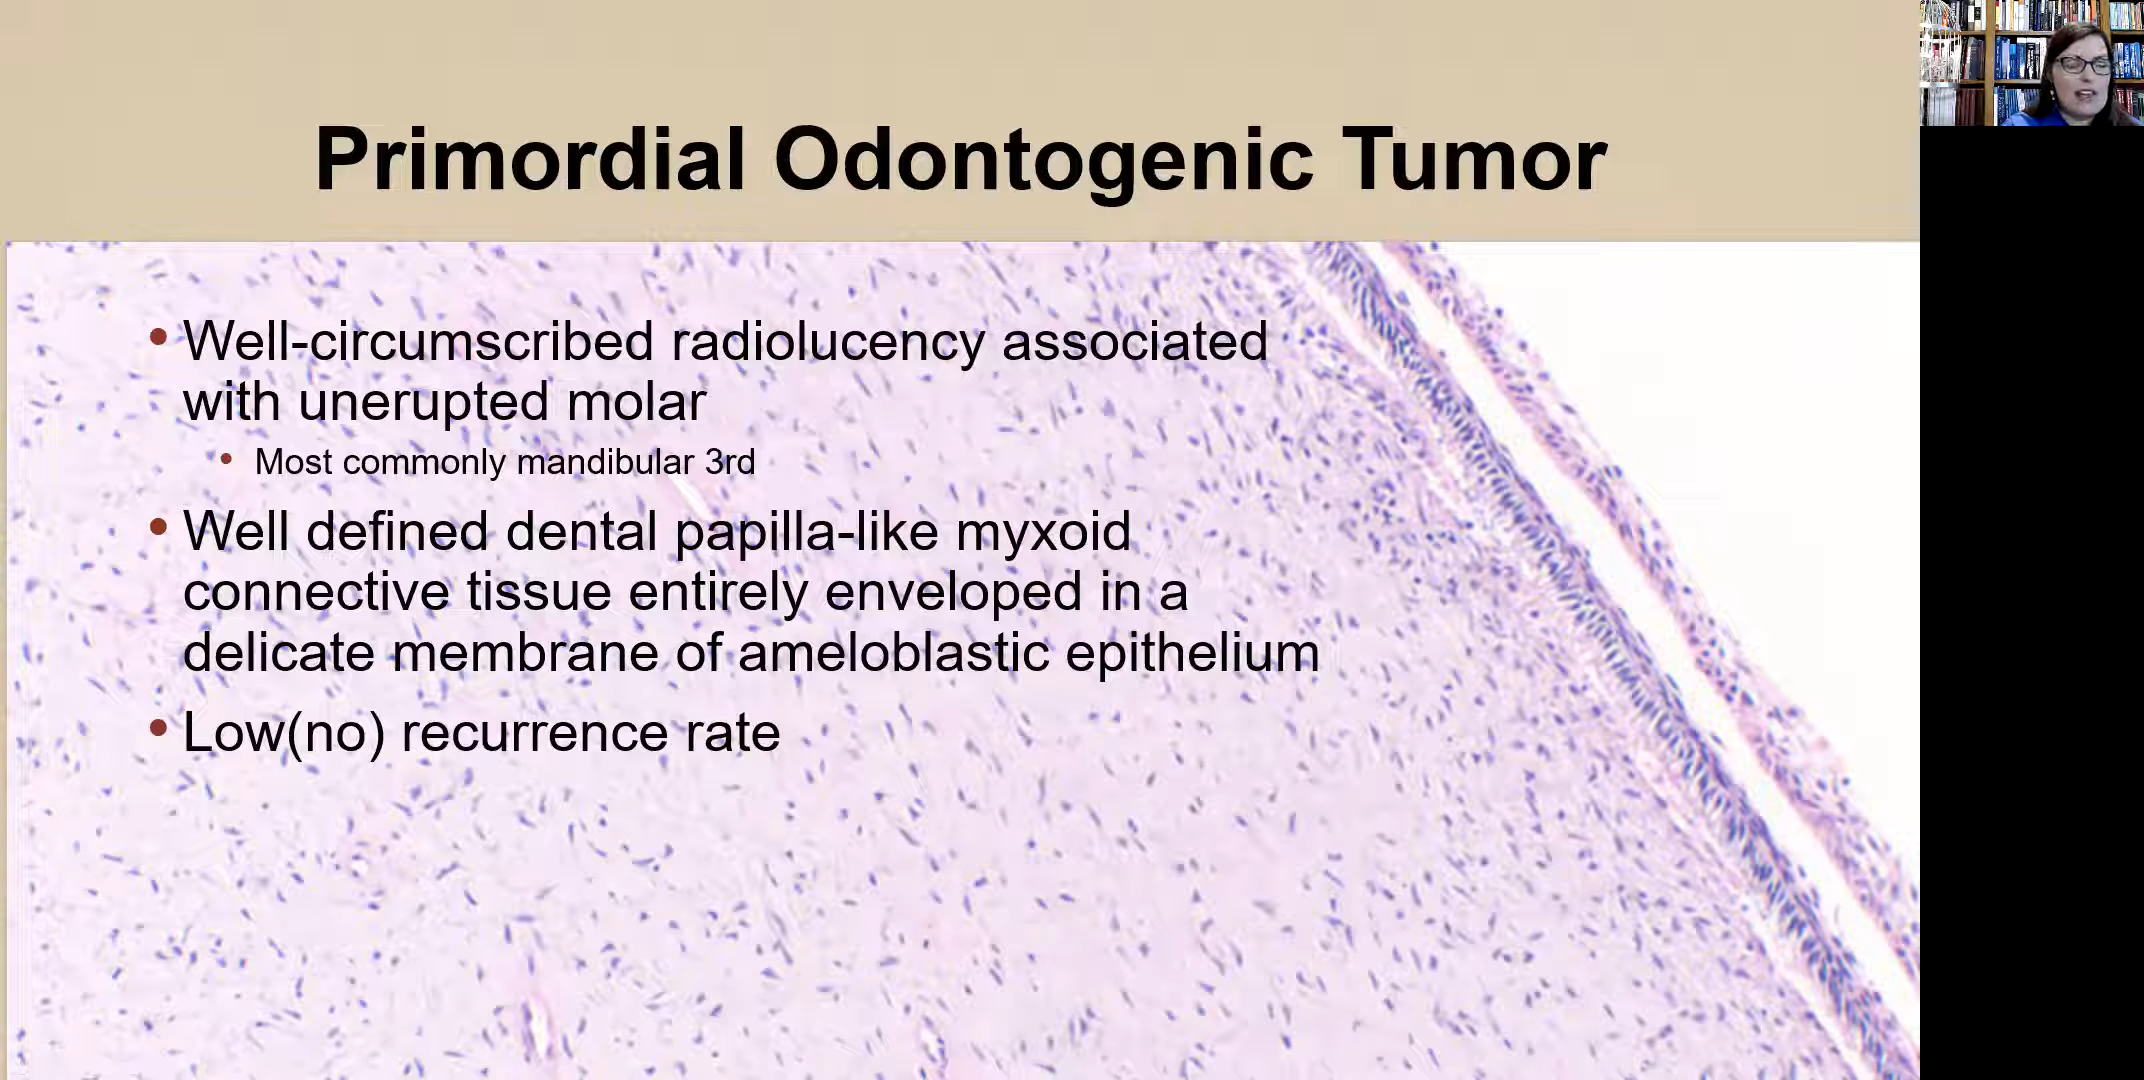 Primordial Odontogenic Tumor
• Well-circumscribed radiolucency associated
with unerupted molar
• Most commonly mandibular 3rd
• Well defined dental papilla-like myxoid
connective tissue entirely enveloped in a
delicate membrane of ameloblastic epithelium
• Low(no) recurrence rate